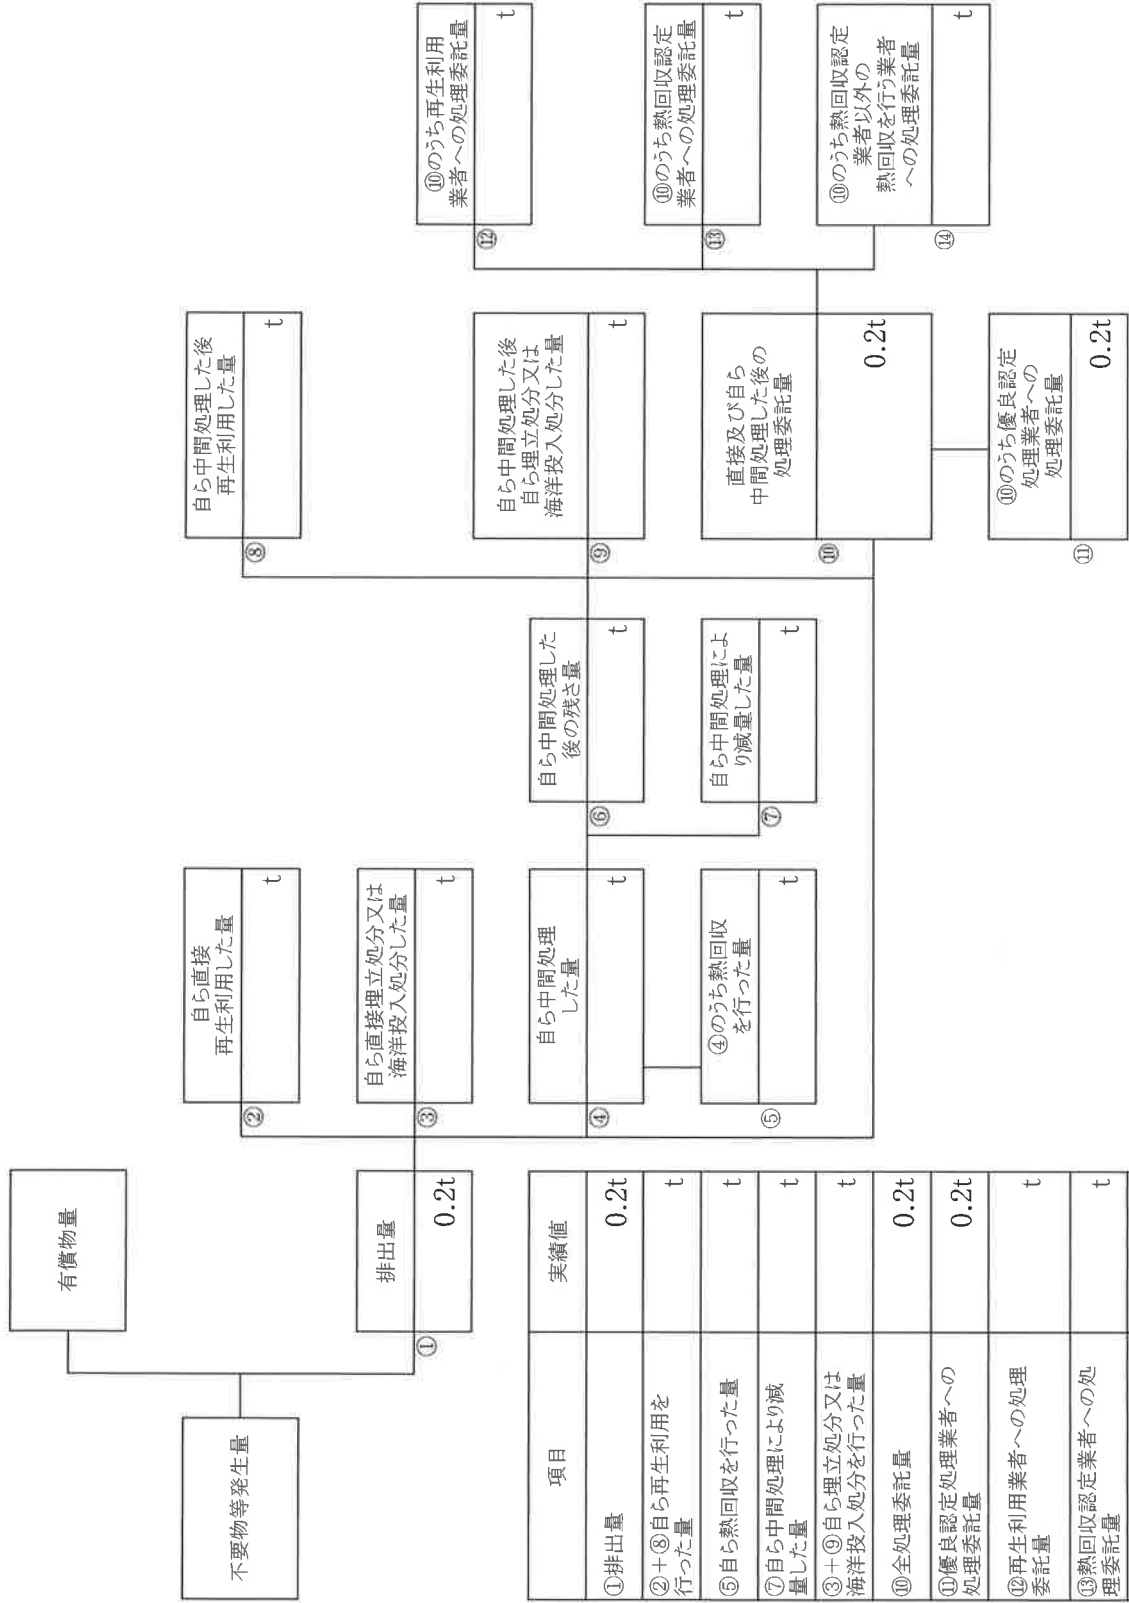 有償物量
不要物等発生量
排出量
①
0.2t
自ら直接
再生利用した量
②
t
自ら直接埋立処分又は
海洋投入処分した量
③
t
自ら中間処理
した量
④
t
④のうち熱回収
を行った量
⑤
t
自ら中間処理した
後の残さ量
⑥
t
自ら中間処理によ
り減量した量
⑦
t
自ら中間処理した後
再生利用した量
⑧
t
自ら中間処理した後
自ら埋立処分又は
海洋投入処分した量
⑨
t
直接及び自ら
中間処理した後の
処理委託量
⑩
0.2t
⑩のうち優良認定
処理業者への
処理委託量
⑪
0.2t
⑩のうち再生利用
業者への処理委託量
⑫
t
⑩のうち熱回収認定
業者への処理委託量
⑬
t
⑩のうち熱回収認定
業者以外の
熱回収を行う業者
への処理委託量
⑭
t
項目 実績値
①排出量 0.2t
②+⑧自ら再生利用を
行った量 t
⑤自ら熱回収を行った量 t
⑦自ら中間処理により減
量した量 t
③+⑨自ら埋立処分又は
海洋投入処分を行った量 t
⑩全処理委託量 0.2t
⑪優良認定処理業者への
処理委託量 0.2t
⑫再生利用業者への処理
委託量 t
⑬熱回収認定業者への処
理委託量 t